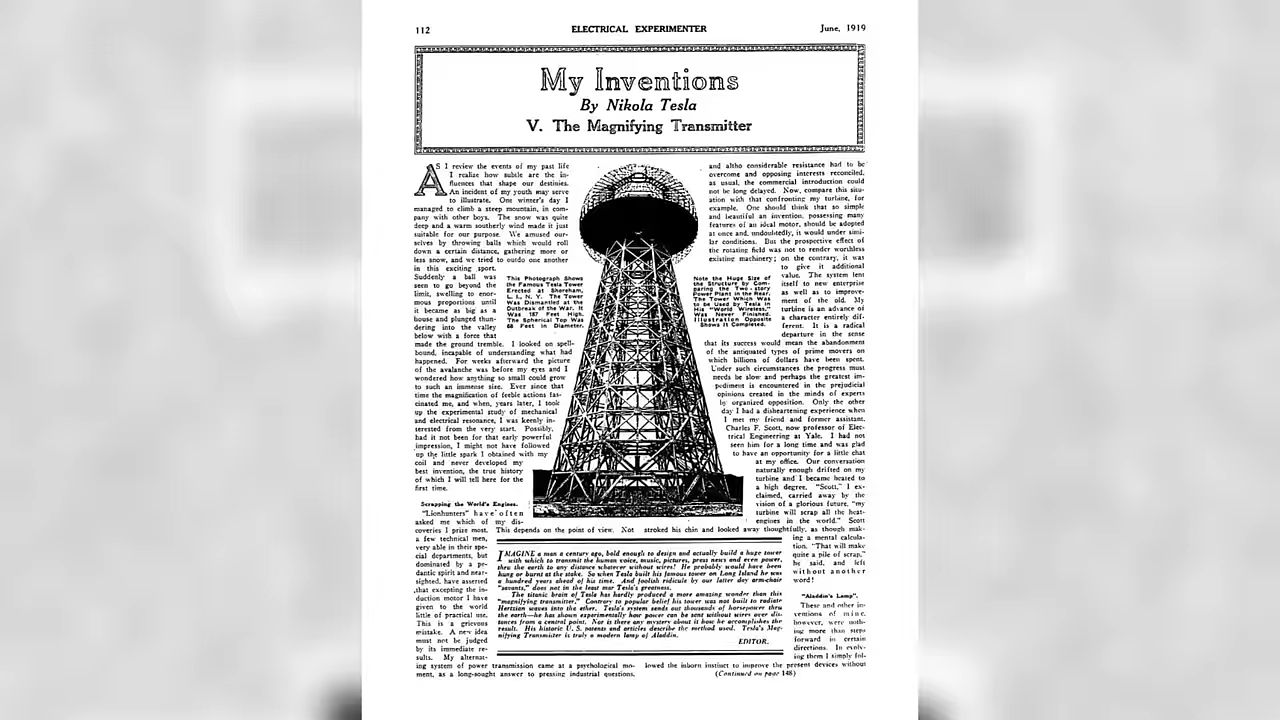 112
ELECTRICAL EXPERIMENTER
June, 1919
My Inventions
By Nikola Tesla
V. The Magnifying Transmitter
AS I review the events of my past life
I realize how subtle are the in-
fluences that shape our destinies.
An incident of my youth may serve
to illustrate. One winter's day I
managed to climb a steep mountain, in com-
pany with other boys. The snow was quite
deep and a warm southerly wind made it just
suitable for our purpose. We amused our-
selves by throwing balls which would roll
down a certain distance, gathering more or
less snow, and we tried to outdo one another
in this exciting sport.
Suddenly a ball was
seen to go beyond the
limit, swelling to enor-
mous proportions until
it became as big as a
house and plunged thun-
dering into the valley
below with a force that
made the ground tremble. I looked on spell-
bound, incapable of understanding what had
happened. For weeks afterward the picture
of the avalanche was before my eyes and I
wondered how anything so small could grow
to such an immense size. Ever since that
time the magnification of feeble actions fas-
cinated me, and when, years later, I took
up the experimental study of mechanical
and electrical resonance, I was keenly in-
terested from the very start. Possibly,
had it not been for that early powerful
impression, I might not have followed
up the little spark I obtained with my
coil and never developed my
best invention, the true history
of which I will tell here for the
first time.
Scrapping the World's Engines.
"Lionhunters" have often
asked me which of my dis-
coveries I prize most.
This depends on the point of view. Not
a few technical men,
very able in their spe-
cial departments, but
dominated by a pe-
dantic spirit and near-
sighted, have asserted
that excepting the in-
duction motor I have
given to the world
little of practical use.
This is a grievous
mistake. A new idea
must not be judged
by its immediate re-
sults. My alternat-
ing system of power transmission came at a psychological mo-
ment, as a long-sought answer to pressing industrial questions,
This Photograph Shows
the Famous Tesla Tower
Erected at Shoreham,
L. I., N. Y. The Tower
Was Dismantled at the
Outbreak of the War. It
Was 187 Feet High.
The Spherical Top Was
68 Feet in Diameter.
Note the Huge Size of
the Structure by Com-
paring the Two-story
Power Plant in the Rear.
The Tower Which Was
to be Used by Tesla in
His "World Wireless,"
Was Never Finished.
Illustration Opposite
Shows It Completed.
and altho considerable resistance had to be
overcome and opposing interests reconciled,
as usual, the commercial introduction could
not be long delayed. Now, compare this situ-
ation with that confronting my turbine, for
example. One should think that so simple
and beautiful an invention, possessing many
features of an ideal motor, should be adopted
at once and, undoubtedly, it would under simi-
lar conditions. But the prospective effect of
the rotating field was not to render worthless
existing machinery; on the contrary, it was
to give it additional
value. The system lent
itself to new enterprise
as well as to improve-
ment of the old. My
turbine is an advance of
a character entirely dif-
ferent. It is a radical
departure in the sense
that its success would mean the abandonment
of the antiquated types of prime movers on
which billions of dollars have been spent.
Under such circumstances the progress must
needs be slow and perhaps the greatest im-
pediment is encountered in the prejudicial
opinions created in the minds of experts
by organized opposition. Only the other
day I had a disheartening experience when
I met my friend and former assistant,
Charles F. Scott, now professor of Elec-
trical Engineering at Yale. I had not
seen him for a long time and was glad
to have an opportunity for a little chat
at my office. Our conversation
naturally enough drifted on my
turbine and I became heated to
a high degree. "Scott," I ex-
claimed, carried away by the
vision of a glorious future, "my
turbine will scrap all the heat-
engines in the world." Scott
stroked his chin and looked away thoughtfully, as though mak-
ing a mental calcula-
tion. "That will make
quite a pile of scrap,"
he said, and left
without another
word!
"Aladdin's Lamp".
These and other in-
ventions of mine,
however, were noth-
ing more than steps
forward in certain
directions. In evolv-
ing them I simply fol-
lowed the inborn instinct to improve the present devices without
(Continued on page 148)
IMAGINE a man a century ago, bold enough to design and actually build a huge tower
with which to transmit the human voice, music, pictures, press news and even power,
thru the earth to any distance whatever without wires! He probably would have been
hung or burnt at the stake. So when Tesla built his famous tower on Long Island he was
a hundred years ahead of his time. And foolish ridicule by our latter day arm-chair
"savants," does not in the least mar Tesla's greatness.
The titanic brain of Tesla has hardly produced a more amazing wonder than this
"magnifying transmitter." Contrary to popular belief his tower was not built to radiate
Hertzian waves into the ether. Tesla's system sends out thousands of horsepower thru
the earth—he has shown experimentally how power can be sent without wires over dis-
tances from a central point. Nor is there any mystery about it how he accomplishes the
result. His historic U. S. patents and articles describe the method used. Tesla's Mag-
nifying Transmitter is truly a modern lamp of Aladdin.
EDITOR.